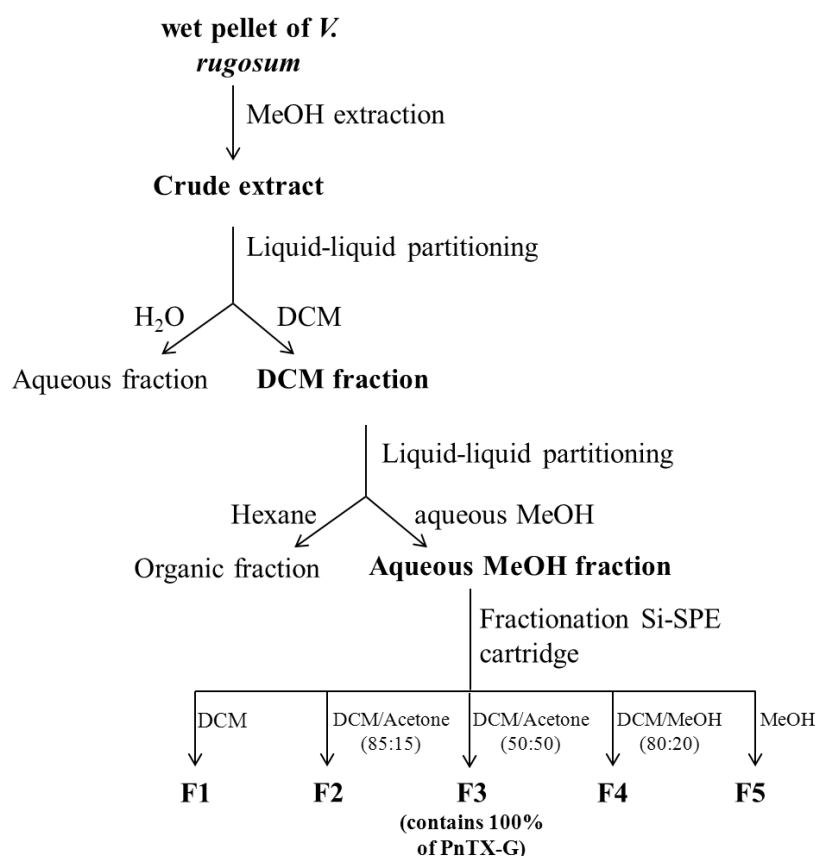 wet pellet of V.
rugosum
MeOH extraction
Crude extract
Liquid-liquid partitioning
H₂O
DCM
Aqueous fraction
DCM fraction
Liquid-liquid partitioning
Hexane
aqueous MeOH
Organic fraction
Aqueous MeOH fraction
Fractionation Si-SPE
cartridge
DCM
DCM/Acetone
(85:15)
DCM/Acetone
(50:50)
DCM/MeOH
(80:20)
MeOH
F1
F2
F3
F4
F5
(contains 100%
of PnTX-G)